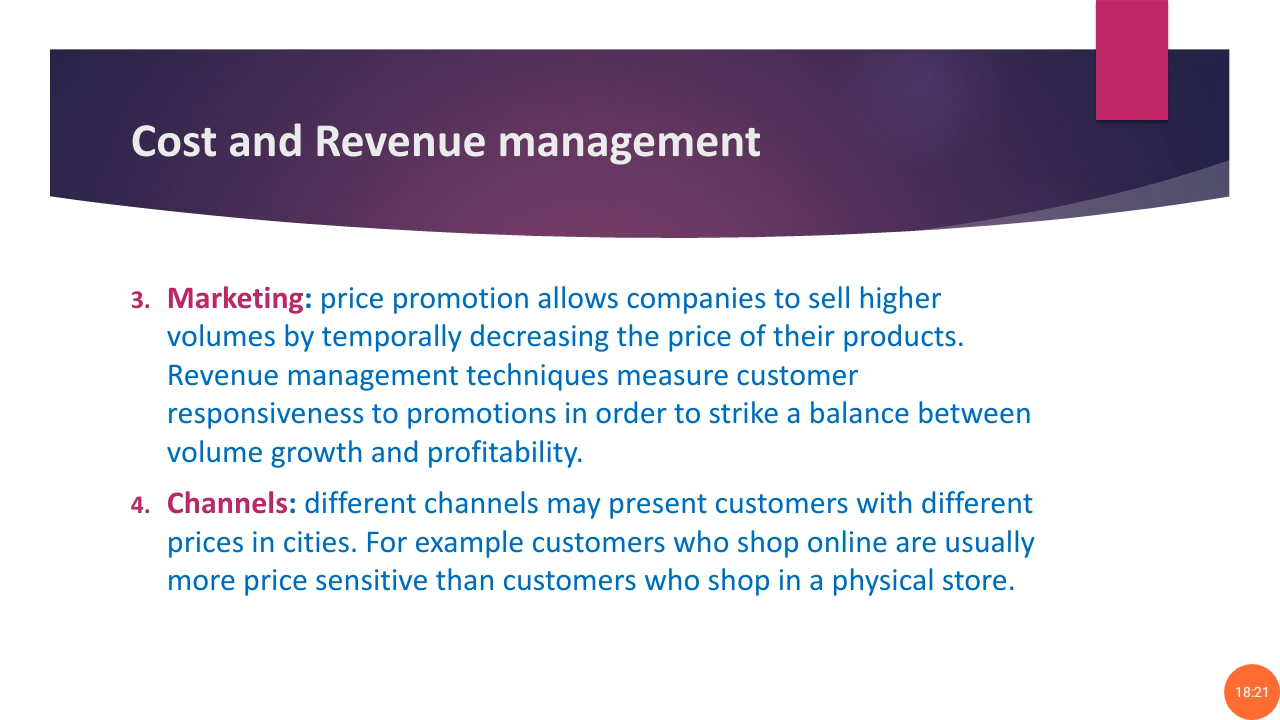 Cost and Revenue management
3. Marketing: price promotion allows companies to sell higher
volumes by temporally decreasing the price of their products.
Revenue management techniques measure customer
responsiveness to promotions in order to strike a balance between
volume growth and profitability.
4. Channels: different channels may present customers with different
prices in cities. For example customers who shop online are usually
more price sensitive than customers who shop in a physical store.
18:21